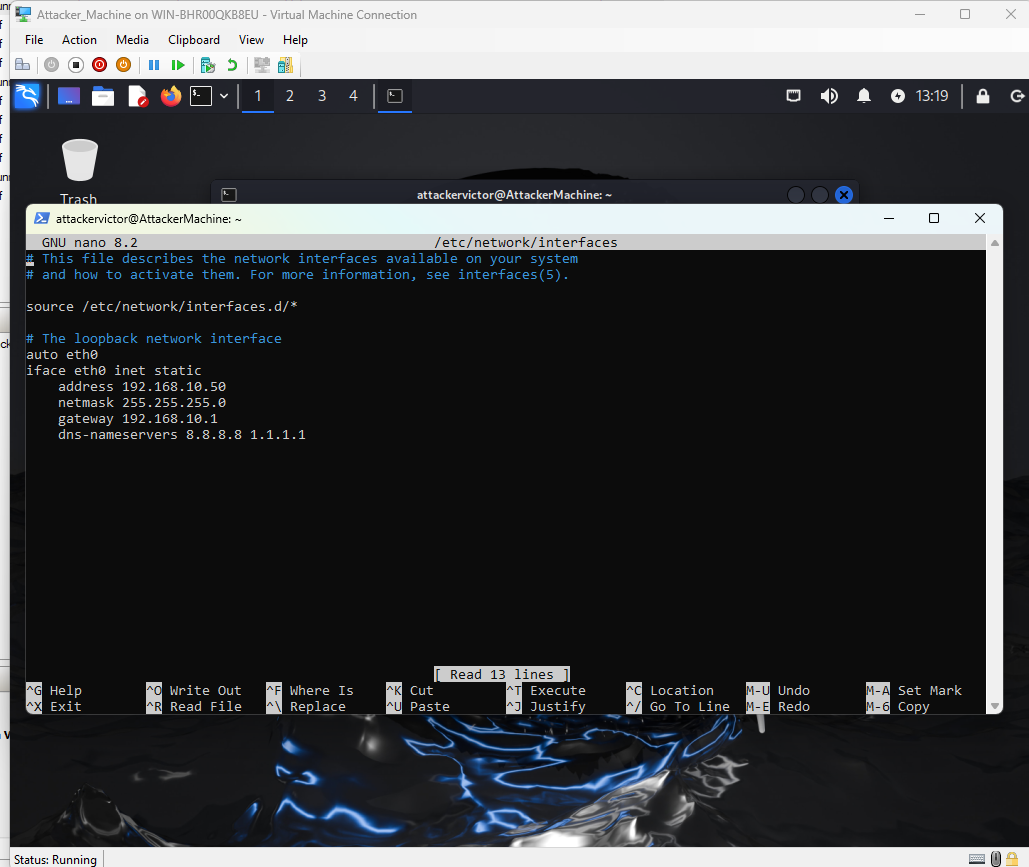 Attacker_Machine on WIN-BHR00QKB8EU - Virtual Machine Connection
File Action Media Clipboard View Help
1 2 3 4 13:19
Trash
attackervictor@AttackerMachine: ~
attackervictor@AttackerMachine: ~
GNU nano 8.2 /etc/network/interfaces
# This file describes the network interfaces available on your system
# and how to activate them. For more information, see interfaces(5).
source /etc/network/interfaces.d/*
# The loopback network interface
auto eth0
iface eth0 inet static
address 192.168.10.50
netmask 255.255.255.0
gateway 192.168.10.1
dns-nameservers 8.8.8.8 1.1.1.1
[ Read 13 lines ]
^G Help ^O Write Out ^F Where Is ^K Cut ^T Execute ^C Location M-U Undo M-A Set Mark
^X Exit ^R Read File ^\ Replace ^U Paste ^J Justify ^/ Go To Line M-E Redo M-6 Copy
Status: Running